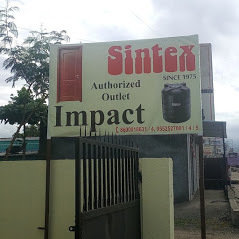 Sintex
SINCE 1975
Authorized
Outlet
Impact